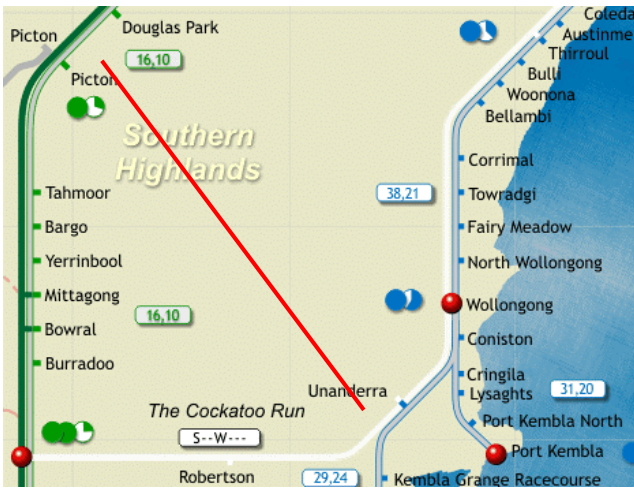 Coleda
Douglas Park
Austinme
Picton
Thirroul
16,10
Bulli
Picton
Woonona
Bellambi
Southern
Highlands
Corrimal
Tahmoor
38,21
Towradgi
Bargo
Fairy Meadow
Yerrinbool
North Wollongong
Mittagong
Wollongong
16,10
Bowral
Coniston
Burradoo
Cringila
Unanderra
31,20
Lysaghts
The Cockatoo Run
Port Kembla North
S--W---
Port Kembla
Robertson
29,24
Kembla Grange Racecourse